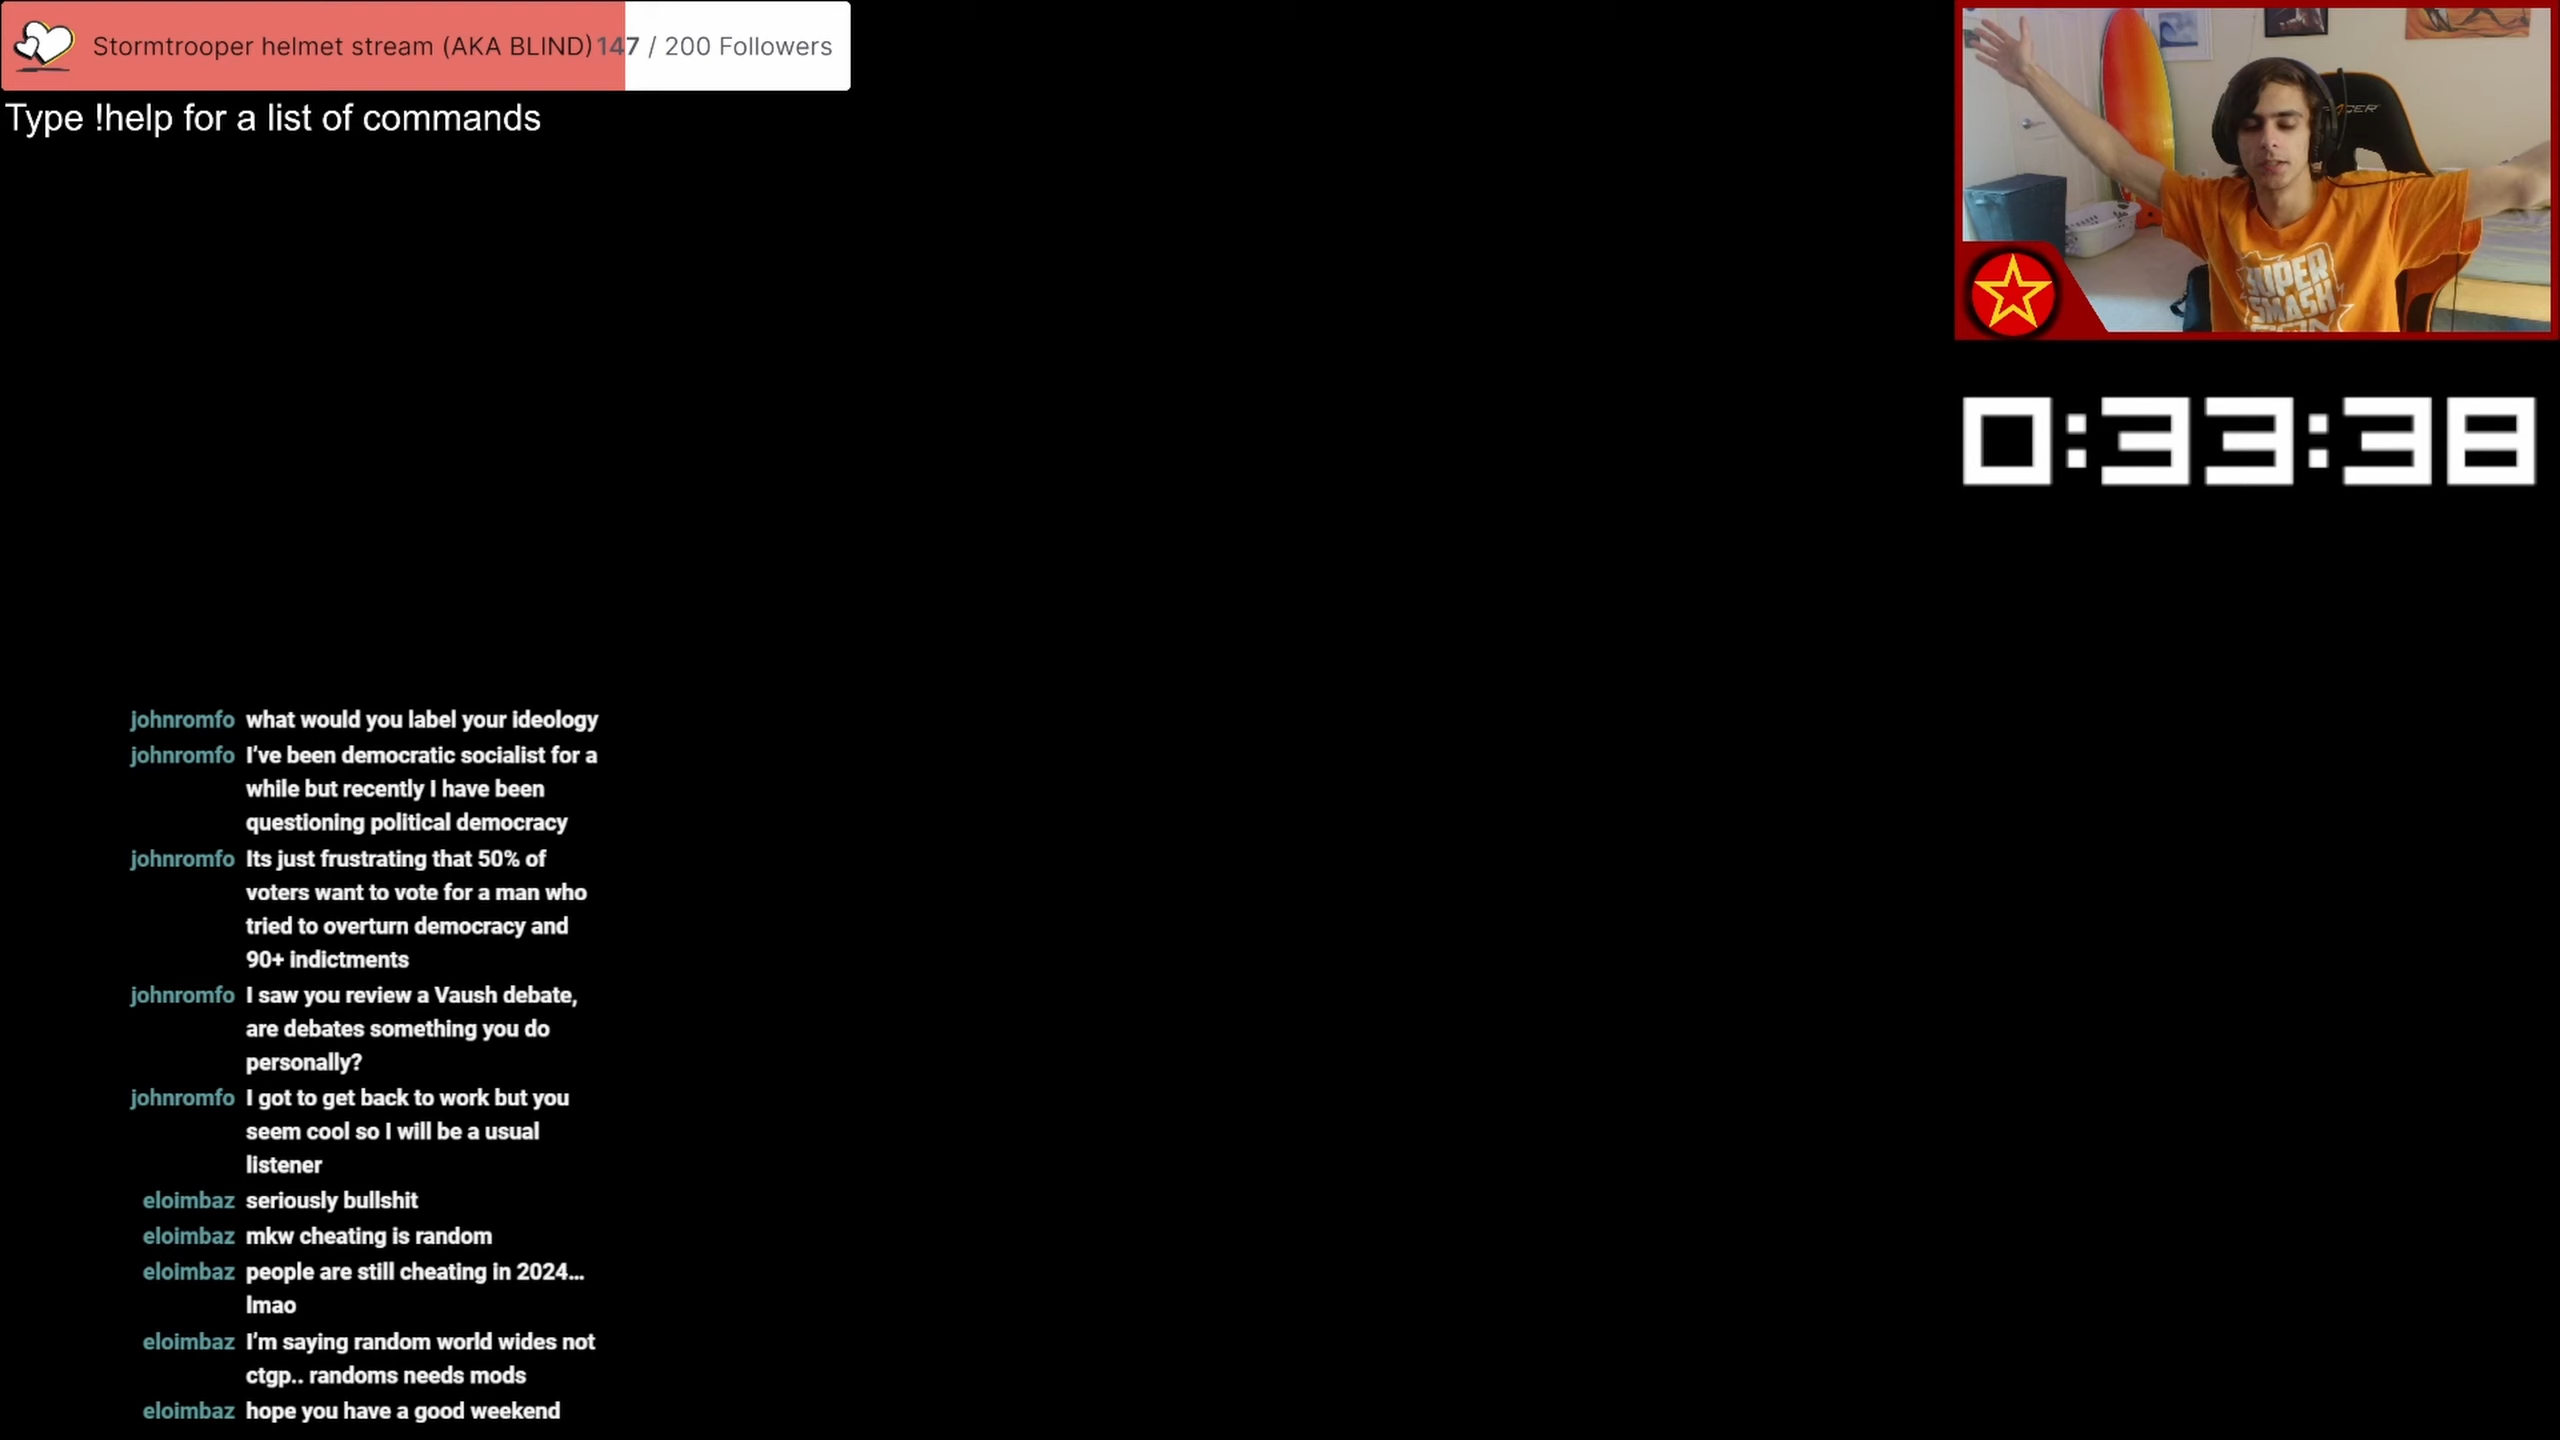 Stormtrooper helmet stream (AKA BLIND) 147 / 200 Followers
Type !help for a list of commands
SUPER
SMASH
0:33:38
johnromfo what would you label your ideology
johnromfo I've been democratic socialist for a
while but recently I have been
questioning political democracy
johnromfo Its just frustrating that 50% of
voters want to vote for a man who
tried to overturn democracy and
90+ indictments
johnromfo I saw you review a Vaush debate,
are debates something you do
personally?
johnromfo I got to get back to work but you
seem cool so I will be a usual
listener
eloimbaz seriously bullshit
eloimbaz mkw cheating is random
eloimbaz people are still cheating in 2024...
lmao
eloimbaz I'm saying random world wides not
ctgp.. randoms needs mods
eloimbaz hope you have a good weekend